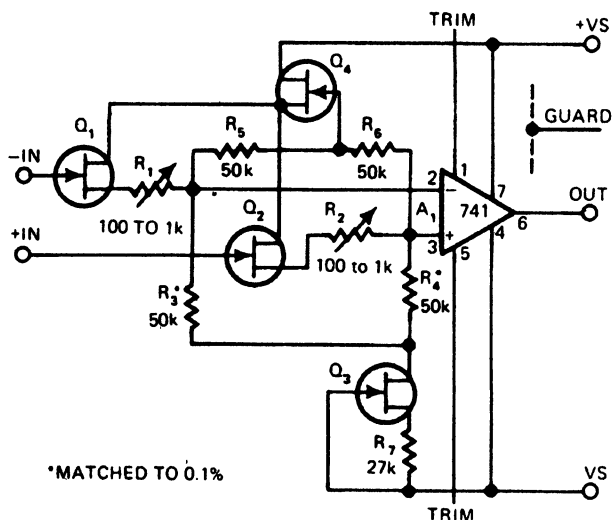 TRIM
+VS
Q4
GUARD
Q1
R5
R6
1
–IN
R1
50k
50k
2
–
7
A1
741
OUT
6
100 TO 1k
Q2
R2
4
+IN
3
+
5
100 to 1k
R3*
50k
R4*
50k
Q3
R7
27k
*MATCHED TO 0.1%
VS
TRIM